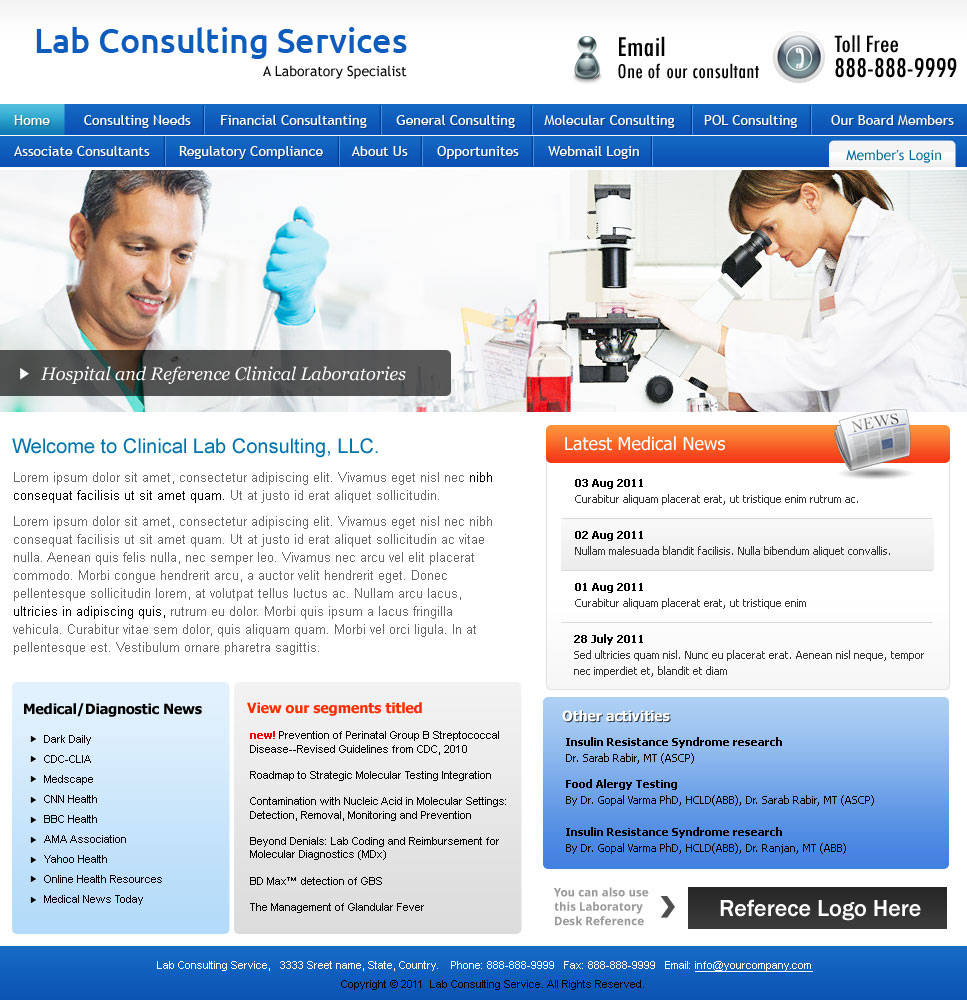 Lab Consulting Services
A Laboratory Specialist
Email
One of our consultant
Toll Free
888-888-9999
Home
Consulting Needs
Financial Consultanting
General Consulting
Molecular Consulting
POL Consulting
Our Board Members
Associate Consultants
Regulatory Compliance
About Us
Opportunites
Webmail Login
Member's Login
Hospital and Reference Clinical Laboratories
Welcome to Clinical Lab Consulting, LLC.
Lorem ipsum dolor sit amet, consectetur adipiscing elit. Vivamus eget nisl nec nibh
consequat facilisis ut sit amet quam. Ut at justo id erat aliquet sollicitudin.
Lorem ipsum dolor sit amet, consectetur adipiscing elit. Vivamus eget nisl nec nibh
consequat facilisis ut sit amet quam. Ut at justo id erat aliquet sollicitudin ac vitae
nulla. Aenean quis felis nulla, nec semper leo. Vivamus nec arcu vel elit placerat
commodo. Morbi congue hendrerit arcu, a auctor velit hendrerit eget. Donec
pellentesque sollicitudin lorem, at volutpat tellus luctus ac. Nullam arcu lacus,
ultricies in adipiscing quis, rutrum eu dolor. Morbi quis ipsum a lacus fringilla
vehicula. Curabitur vitae sem dolor, quis aliquam quam. Morbi vel orci ligula. In at
pellentesque est. Vestibulum ornare pharetra sagittis.
Latest Medical News
NEWS
03 Aug 2011
Curabitur aliquam placerat erat, ut tristique enim rutrum ac.
02 Aug 2011
Nullam malesuada blandit facilisis. Nulla bibendum aliquet convallis.
01 Aug 2011
Curabitur aliquam placerat erat, ut tristique enim
28 July 2011
Sed ultricies quam nisl. Nunc eu placerat erat. Aenean nisl neque, tempor
nec imperdiet et, blandit et diam
Medical/Diagnostic News
Dark Daily
CDC-CLIA
Medscape
CNN Health
BBC Health
AMA Association
Yahoo Health
Online Health Resources
Medical News Today
View our segments titled
new! Prevention of Perinatal Group B Streptococcal
Disease--Revised Guidelines from CDC, 2010
Roadmap to Strategic Molecular Testing Integration
Contamination with Nucleic Acid in Molecular Settings:
Detection, Removal, Monitoring and Prevention
Beyond Denials: Lab Coding and Reimbursement for
Molecular Diagnostics (MDx)
BD Max™ detection of GBS
The Management of Glandular Fever
Other activities
Insulin Resistance Syndrome research
Dr. Sarab Rabir, MT (ASCP)
Food Alergy Testing
By Dr. Gopal Varma PhD, HCLD(ABB), Dr. Sarab Rabir, MT (ASCP)
Insulin Resistance Syndrome research
By Dr. Gopal Varma PhD, HCLD(ABB), Dr. Ranjan, MT (ABB)
You can also use
this Laboratory
Desk Reference
Referece Logo Here
Lab Consulting Service, 3333 Sreet name, State, Country. Phone: 888-888-9999 Fax: 888-888-9999 Email: info@yourcompany.com
Copyright © 2011 Lab Consulting Service. All Rights Reserved.